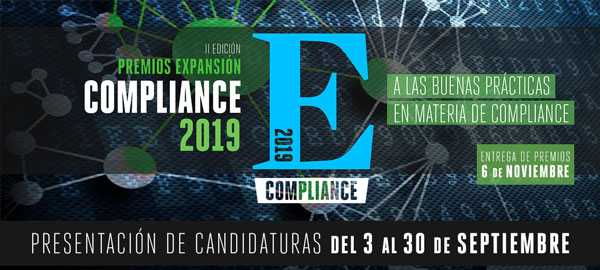 II EDICIÓN
PREMIOS EXPANSIÓN
COMPLIANCE
2019
E
2019
COMPLIANCE
A LAS BUENAS PRÁCTICAS
EN MATERIA DE COMPLIANCE
ENTREGA DE PREMIOS
6 DE NOVIEMBRE
PRESENTACIÓN DE CANDIDATURAS DEL 3 AL 30 DE SEPTIEMBRE